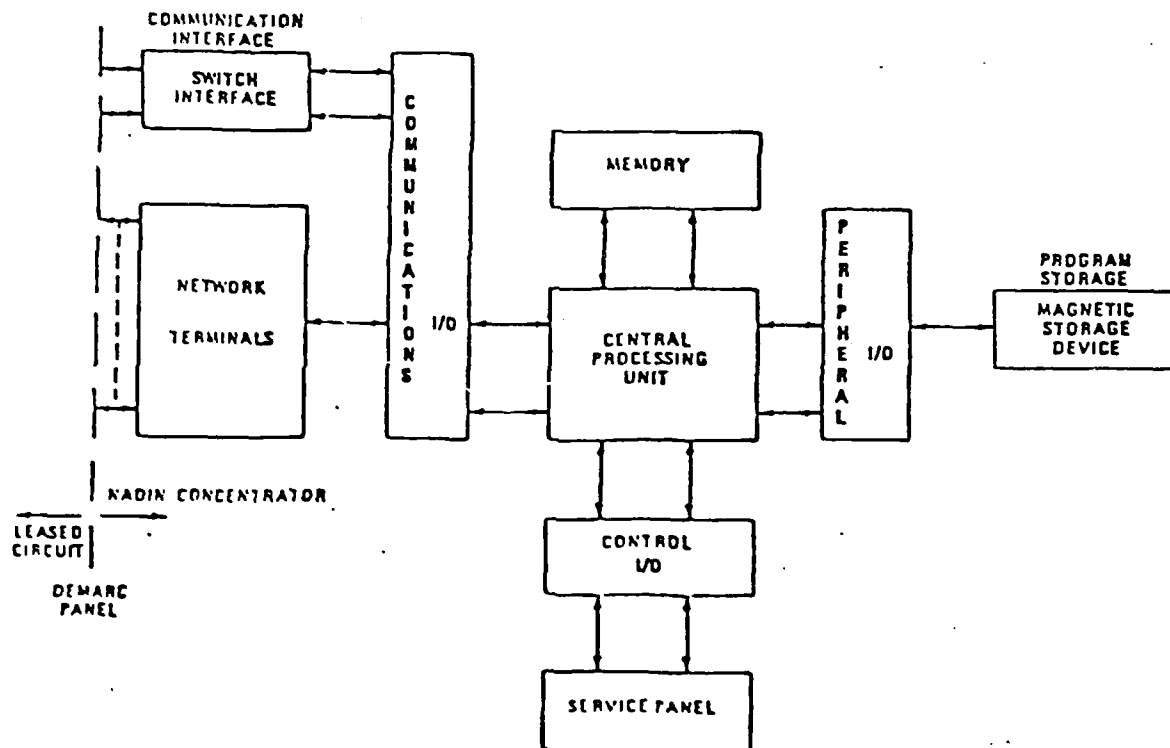 COMMUNICATION
INTERFACE
SWITCH
INTERFACE
COMMUNICATIONS
I/O
MEMORY
NETWORK
TERMINALS
CENTRAL
PROCESSING
UNIT
PERIPHERAL
I/O
PROGRAM
STORAGE
MAGNETIC
STORAGE
DEVICE
NADIN CONCENTRATOR
LEASED
CIRCUIT
DEMARC
PANEL
CONTROL
I/O
SERVICE PANEL